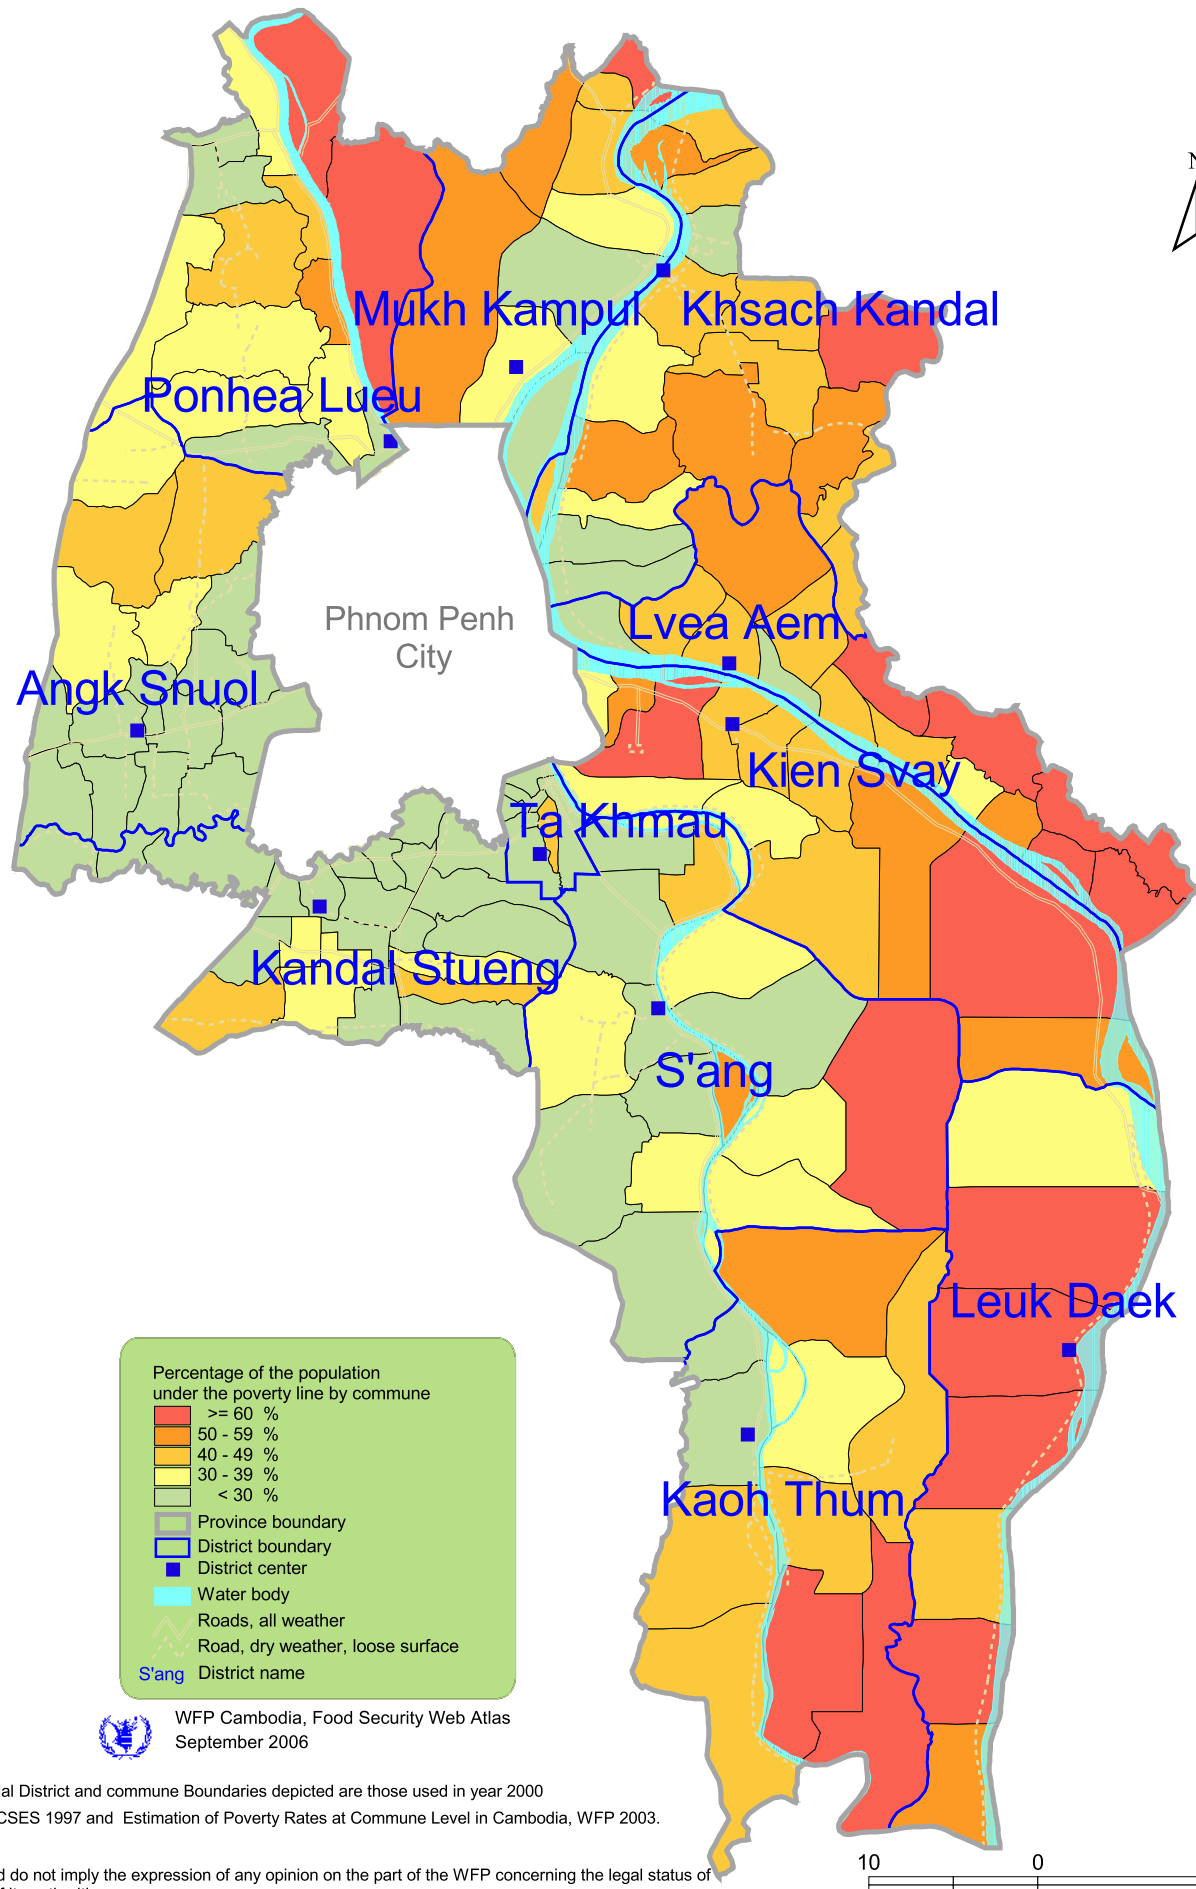 N
Mukh Kampul
Khsach Kandal
Ponhea Lueu
Phnom Penh
City
Lvea Aem
Angk Snuol
Kien Svay
Ta Khmau
Kandal Stueng
S'ang
Leuk Daek
Kaoh Thum
Percentage of the population
under the poverty line by commune
>= 60 %
50 - 59 %
40 - 49 %
30 - 39 %
< 30 %
Province boundary
District boundary
District center
Water body
Roads, all weather
Road, dry weather, loose surface
S'ang District name
WFP Cambodia, Food Security Web Atlas
September 2006
al District and commune Boundaries depicted are those used in year 2000
CSES 1997 and Estimation of Poverty Rates at Commune Level in Cambodia, WFP 2003.
d do not imply the expression of any opinion on the part of the WFP concerning the legal status of
10 0